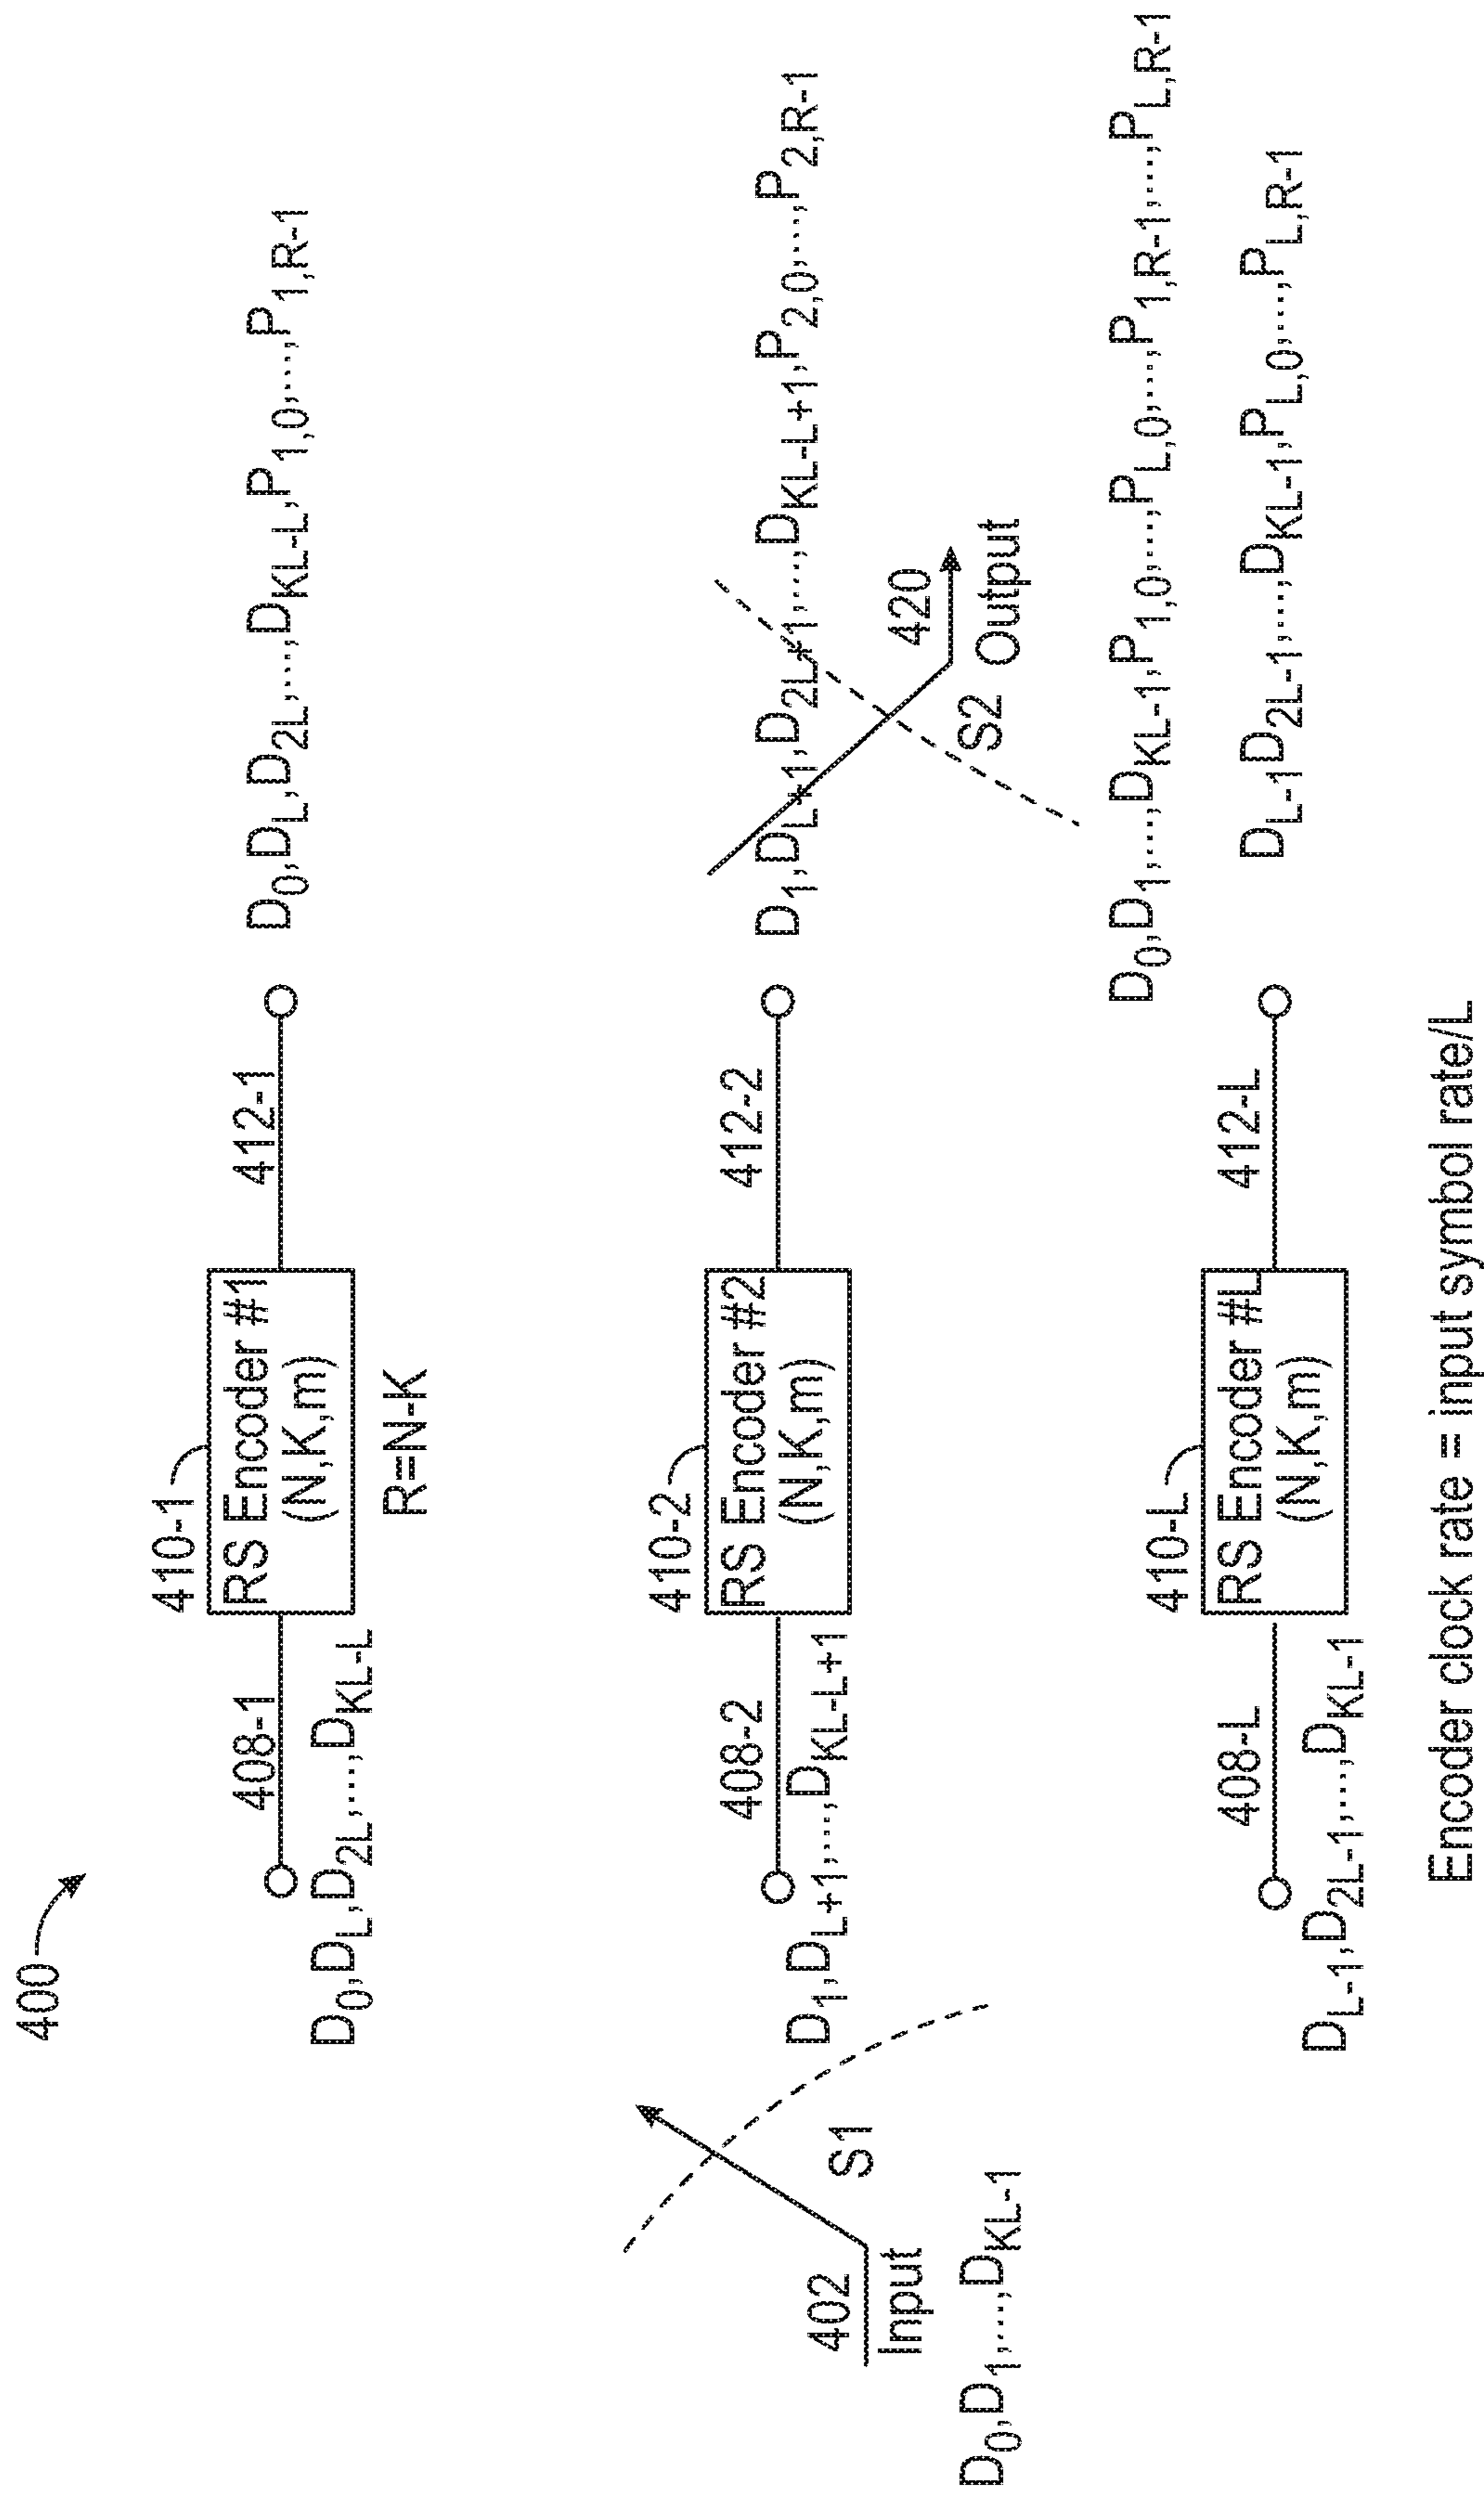 400
408-1
D0,DL,D2L,...,DKL-L
410-1
RS Encoder #1
(N,K,m)
R=N-K
412-1
D0,DL,D2L,...,DKL-L,P1,0,...,P1,R-1
402
Input
S1
D0,D1,...,DKL-1
408-2
D1,DL+1,...,DKL-L+1
410-2
RS Encoder #2
(N,K,m)
412-2
D1,DL+1,D2L+1,...,DKL-L+1,P2,0,...,P2,R-1
420
S2 Output
D0,D1,...,DKL-1,P1,0,...,PL,0,...,P1,R-1,...,PL,R-1
408-L
DL-1,D2L-1,...,DKL-1
410-L
RS Encoder #L
(N,K,m)
412-L
DL-1D2L-1,...,DKL-1,PL,0,...,PL,R-1
Encoder clock rate = input symbol rate/L